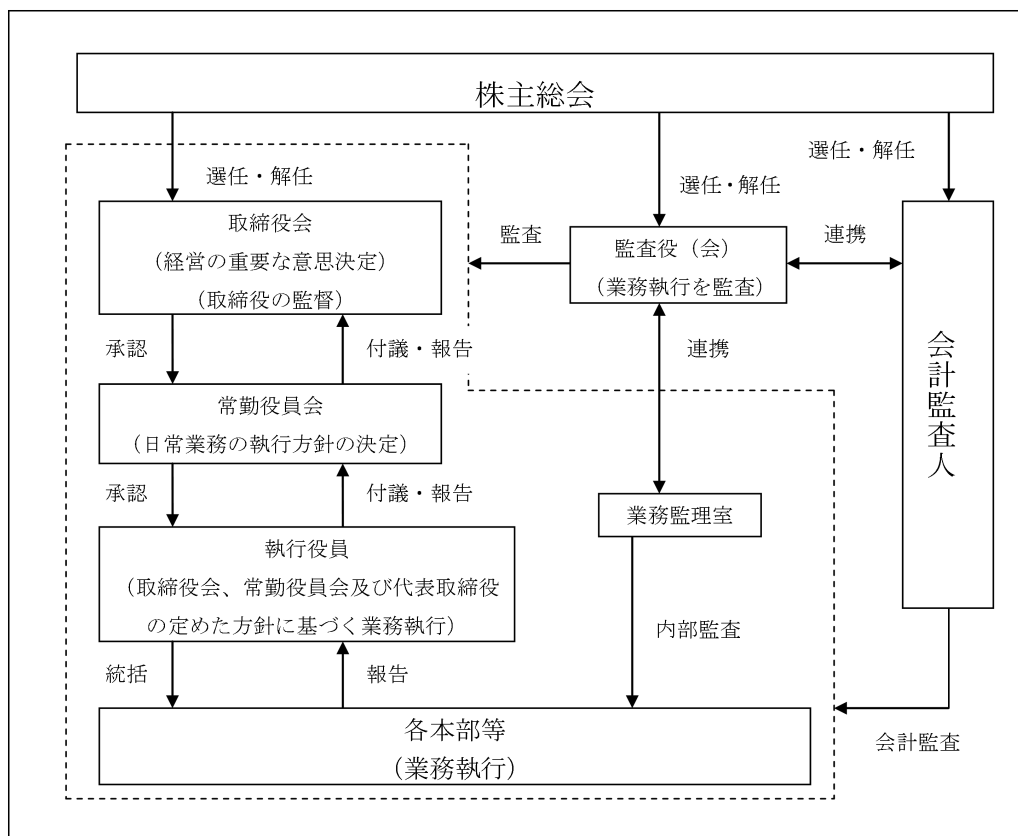 株主総会
選任・解任
選任・解任
選任・解任
取締役会
（経営の重要な意思決定）
（取締役の監督）
監査
監査役（会）
（業務執行を監査）
連携
会計監査人
承認
付議・報告
連携
常勤役員会
（日常業務の執行方針の決定）
承認
付議・報告
業務監理室
執行役員
（取締役会、常勤役員会及び代表取締役
の定めた方針に基づく業務執行）
内部監査
統括
報告
各本部等
（業務執行）
会計監査